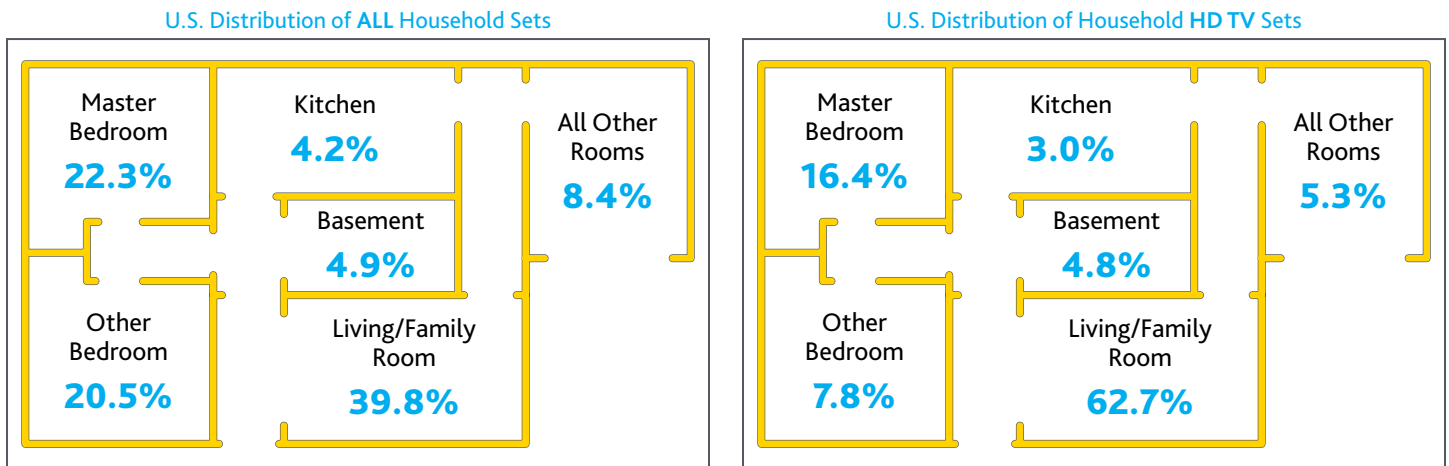 U.S. Distribution of ALL Household Sets
Master
Bedroom
22.3%
Kitchen
4.2%
All Other
Rooms
8.4%
Basement
4.9%
Other
Bedroom
20.5%
Living/Family
Room
39.8%
U.S. Distribution of Household HD TV Sets
Master
Bedroom
16.4%
Kitchen
3.0%
All Other
Rooms
5.3%
Basement
4.8%
Other
Bedroom
7.8%
Living/Family
Room
62.7%